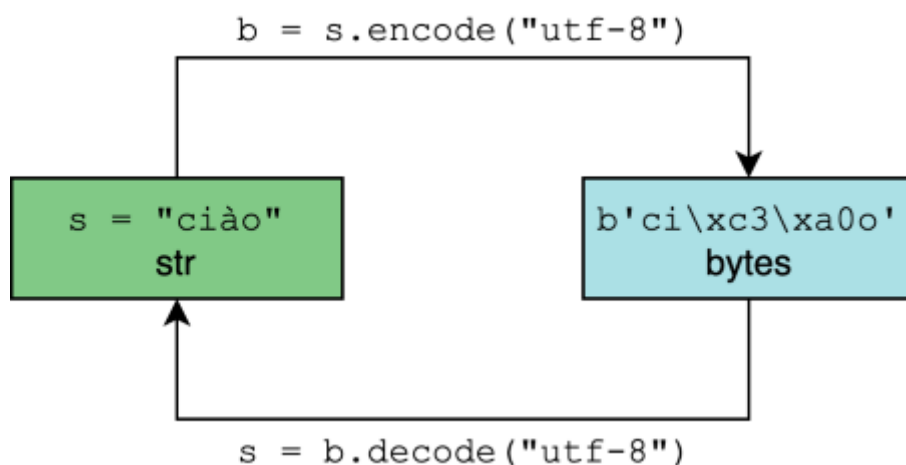 b = s.encode("utf-8")
s = "ciào"
str
b'ci\xc3\xa0o'
bytes
s = b.decode("utf-8")